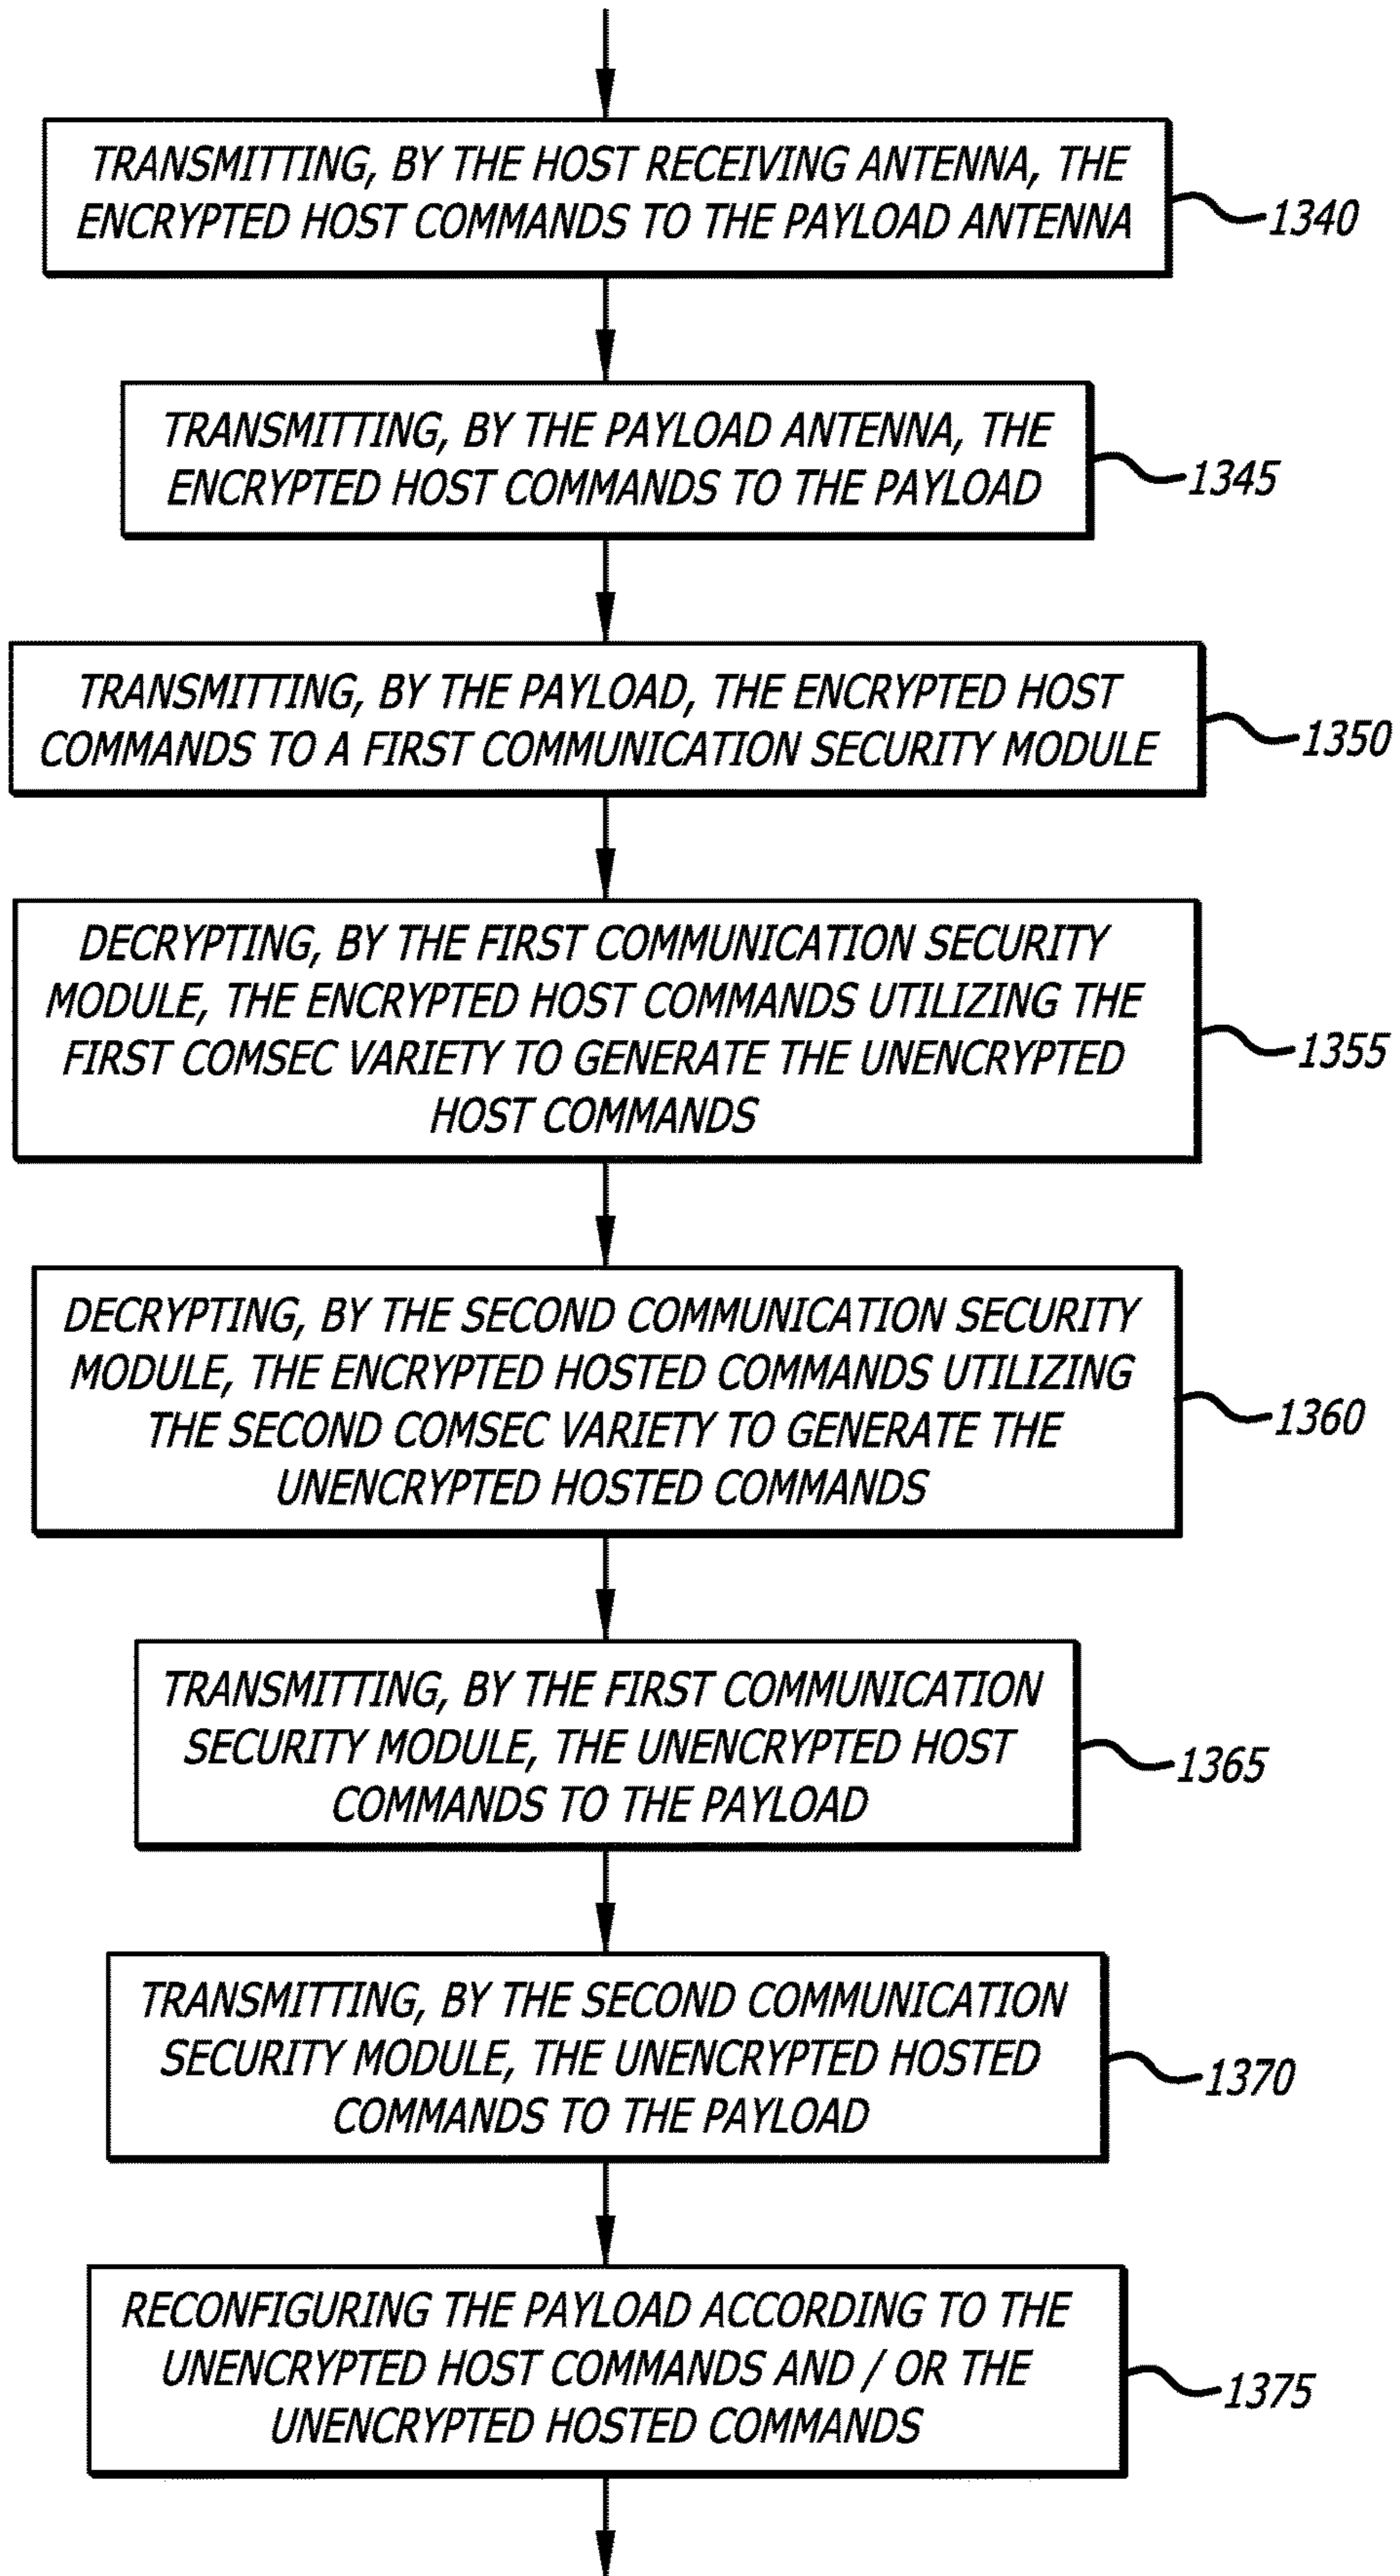 TRANSMITTING, BY THE HOST RECEIVING ANTENNA, THE
ENCRYPTED HOST COMMANDS TO THE PAYLOAD ANTENNA
1340
TRANSMITTING, BY THE PAYLOAD ANTENNA, THE
ENCRYPTED HOST COMMANDS TO THE PAYLOAD
1345
TRANSMITTING, BY THE PAYLOAD, THE ENCRYPTED HOST
COMMANDS TO A FIRST COMMUNICATION SECURITY MODULE
1350
DECRYPTING, BY THE FIRST COMMUNICATION SECURITY
MODULE, THE ENCRYPTED HOST COMMANDS UTILIZING THE
FIRST COMSEC VARIETY TO GENERATE THE UNENCRYPTED
HOST COMMANDS
1355
DECRYPTING, BY THE SECOND COMMUNICATION SECURITY
MODULE, THE ENCRYPTED HOSTED COMMANDS UTILIZING
THE SECOND COMSEC VARIETY TO GENERATE THE
UNENCRYPTED HOSTED COMMANDS
1360
TRANSMITTING, BY THE FIRST COMMUNICATION
SECURITY MODULE, THE UNENCRYPTED HOST
COMMANDS TO THE PAYLOAD
1365
TRANSMITTING, BY THE SECOND COMMUNICATION
SECURITY MODULE, THE UNENCRYPTED HOSTED
COMMANDS TO THE PAYLOAD
1370
RECONFIGURING THE PAYLOAD ACCORDING TO THE
UNENCRYPTED HOST COMMANDS AND / OR THE
UNENCRYPTED HOSTED COMMANDS
1375